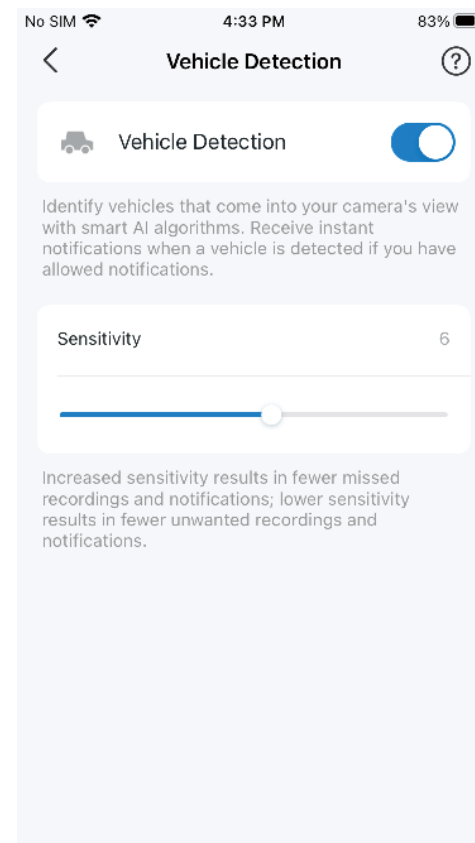 No SIM 4:33 PM 83%
Vehicle Detection ?
Vehicle Detection
Identify vehicles that come into your camera's view
with smart AI algorithms. Receive instant
notifications when a vehicle is detected if you have
allowed notifications.
Sensitivity 6
Increased sensitivity results in fewer missed
recordings and notifications; lower sensitivity
results in fewer unwanted recordings and
notifications.